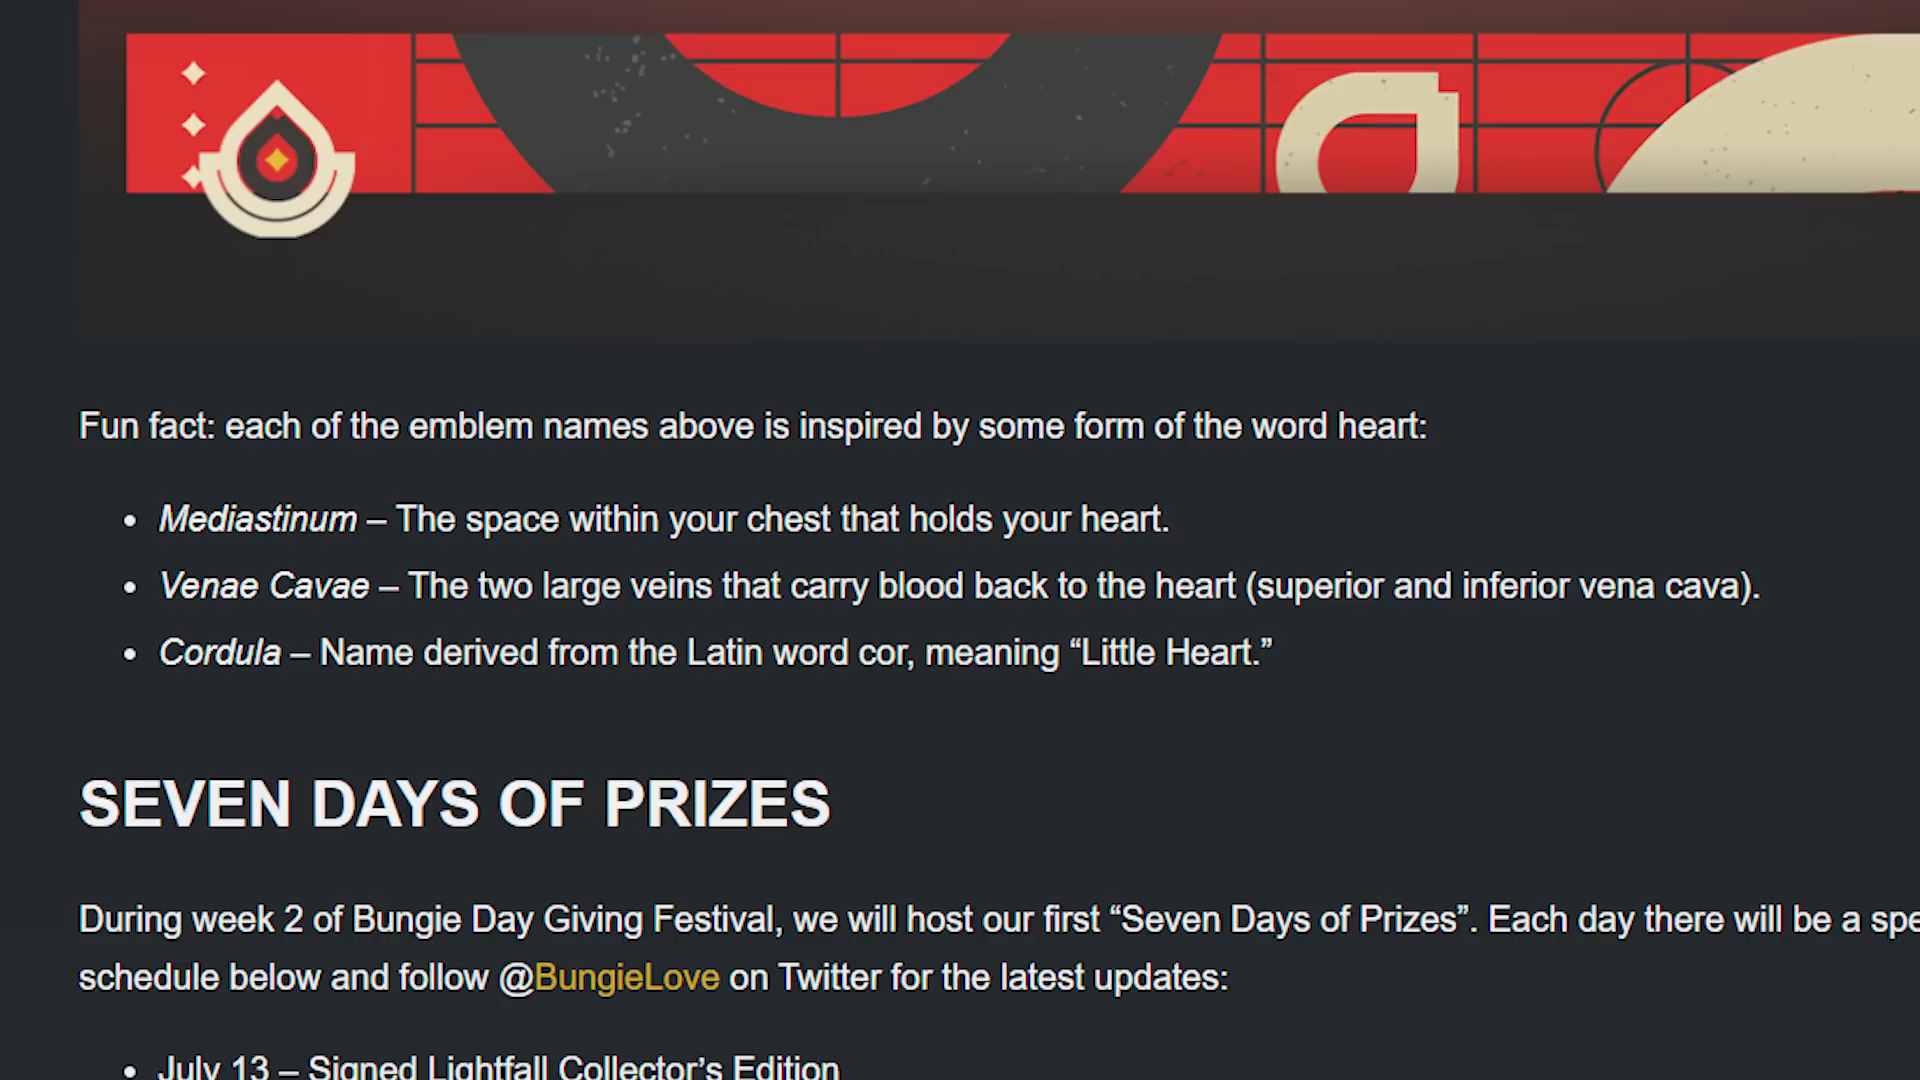 Fun fact: each of the emblem names above is inspired by some form of the word heart:
• Mediastinum – The space within your chest that holds your heart.
• Venae Cavae – The two large veins that carry blood back to the heart (superior and inferior vena cava).
• Cordula – Name derived from the Latin word cor, meaning “Little Heart.”
SEVEN DAYS OF PRIZES
During week 2 of Bungie Day Giving Festival, we will host our first “Seven Days of Prizes”. Each day there will be a spe
schedule below and follow @BungieLove on Twitter for the latest updates:
• July 13 – Signed Lightfall Collector’s Edition